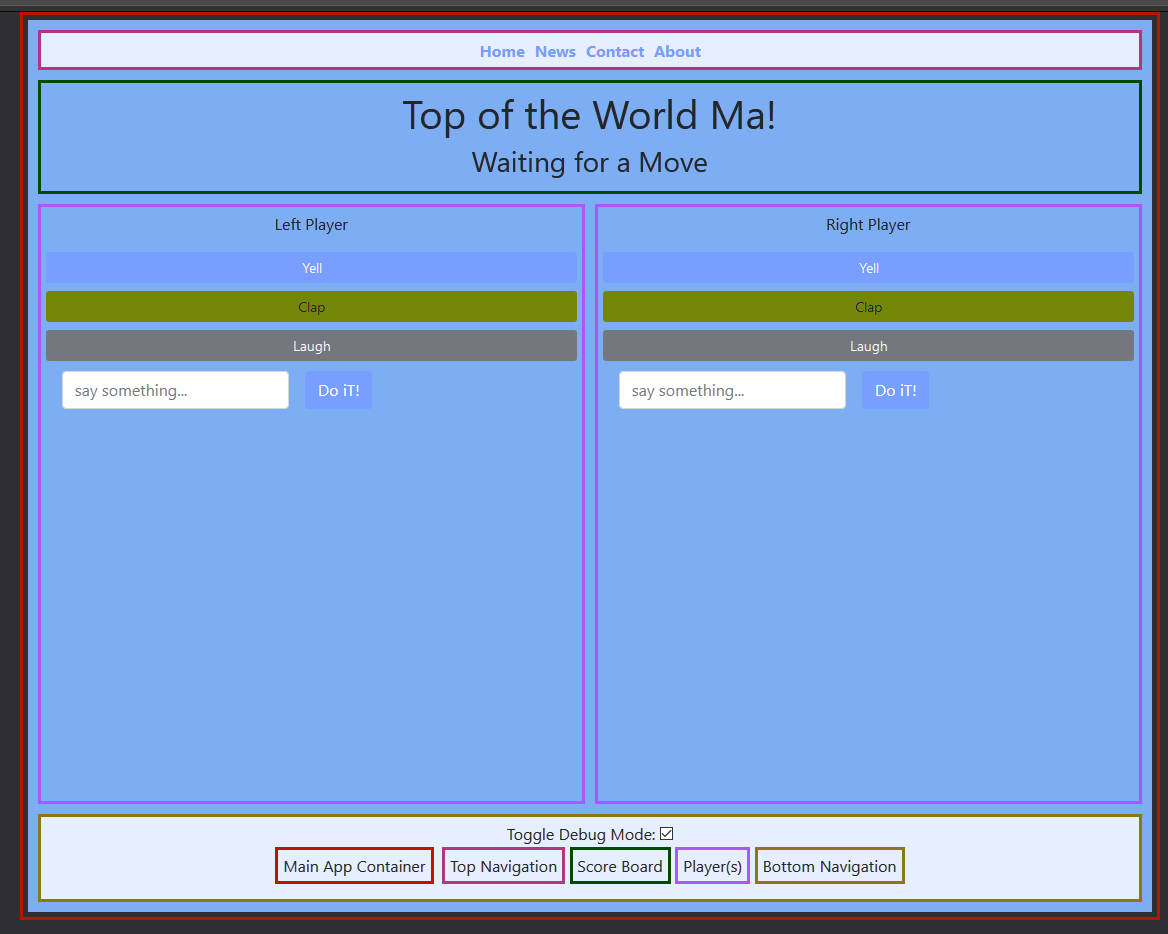 Home News Contact About
Top of the World Ma!
Waiting for a Move
Left Player
Yell
Clap
Laugh
say something...
Do iT!
Right Player
Yell
Clap
Laugh
say something...
Do iT!
Toggle Debug Mode:
Main App Container
Top Navigation
Score Board
Player(s)
Bottom Navigation